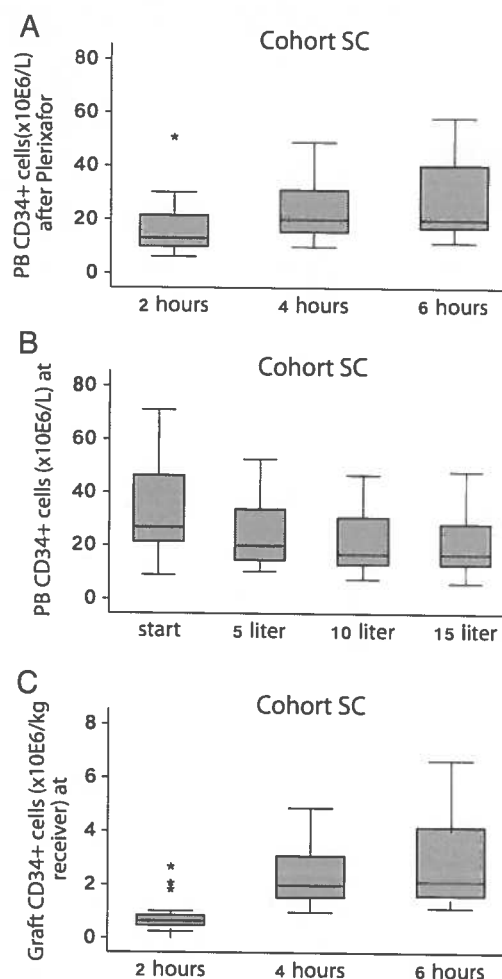 A
Cohort SC
PB CD34+ cells(x10E6/L)
after Plerixafor
80
60
40
20
0
2 hours 4 hours 6 hours
*
B
Cohort SC
PB CD34+ cells (x10E6/L) at
80
60
40
20
0
start 5 liter 10 liter 15 liter
C
Cohort SC
Graft CD34+ cells (x10E6/kg
receiver) at
8
6
4
2
0
*
*
*
2 hours 4 hours 6 hours